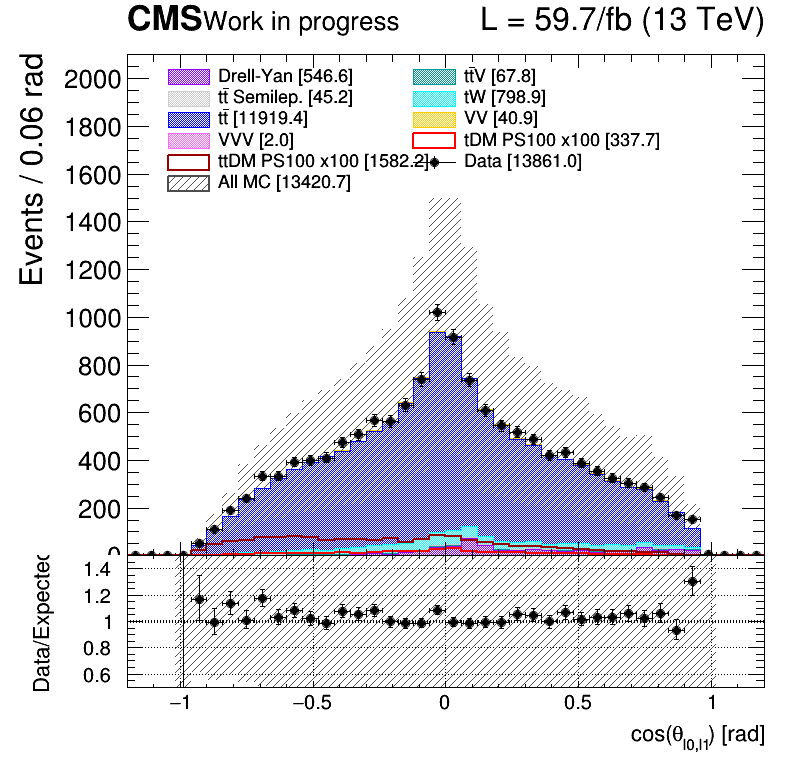 CMS Work in progress L = 59.7/fb (13 TeV)
Events / 0.06 rad
Drell-Yan [546.6] tt̄V [67.8]
tt̄ Semilep. [45.2] tW [798.9]
tt̄ [11919.4] VV [40.9]
VVV [2.0] tDM PS100 x100 [337.7]
ttDM PS100 x100 [1582.2] Data [13861.0]
All MC [13420.7]
2000
1800
1600
1400
1200
1000
800
600
400
200
0
Data/Expected
1.4
1.2
1
0.8
0.6
−1 −0.5 0 0.5 1
cos(θ_l0,l1) [rad]